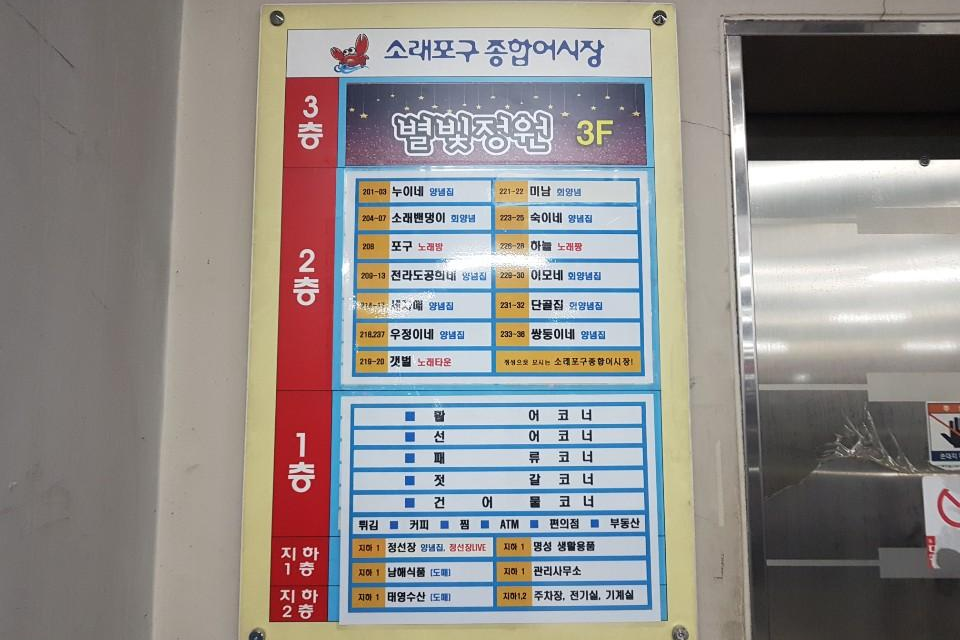 소래포구 종합어시장
3층
별빛정원 3F
2층
201-03 누이네 양념집
221-22 미남 회양념
204-07 소래밴댕이 회양념
223-25 숙이네 양념집
208 포구 노래방
226-28 하늘 노래짱
209-13 전라도공의네 양념집
229-30 이모네 회양념집
양념집
231-32 단골집 회양념집
218,237 우정이네 양념집
233-36 쌍둥이네 양념집
219-20 갯벌 노래타운
정성으로 모시는 소래포구종합어시장!
1층
■ 활어코너
■ 선어코너
■ 패류코너
■ 젓갈코너
■ 건어물코너
튀김 ■ 커피 ■ 찜 ■ ATM ■ 편의점 ■ 부동산
지하1층
지하 1 정선장 양념집, 정선장LIVE
지하 1 명성 생활용품
지하 1 남해식품 (도매)
지하 1 관리사무소
지하2층
지하 1 태영수산 (도매)
지하1,2 주차장, 전기실, 기계실